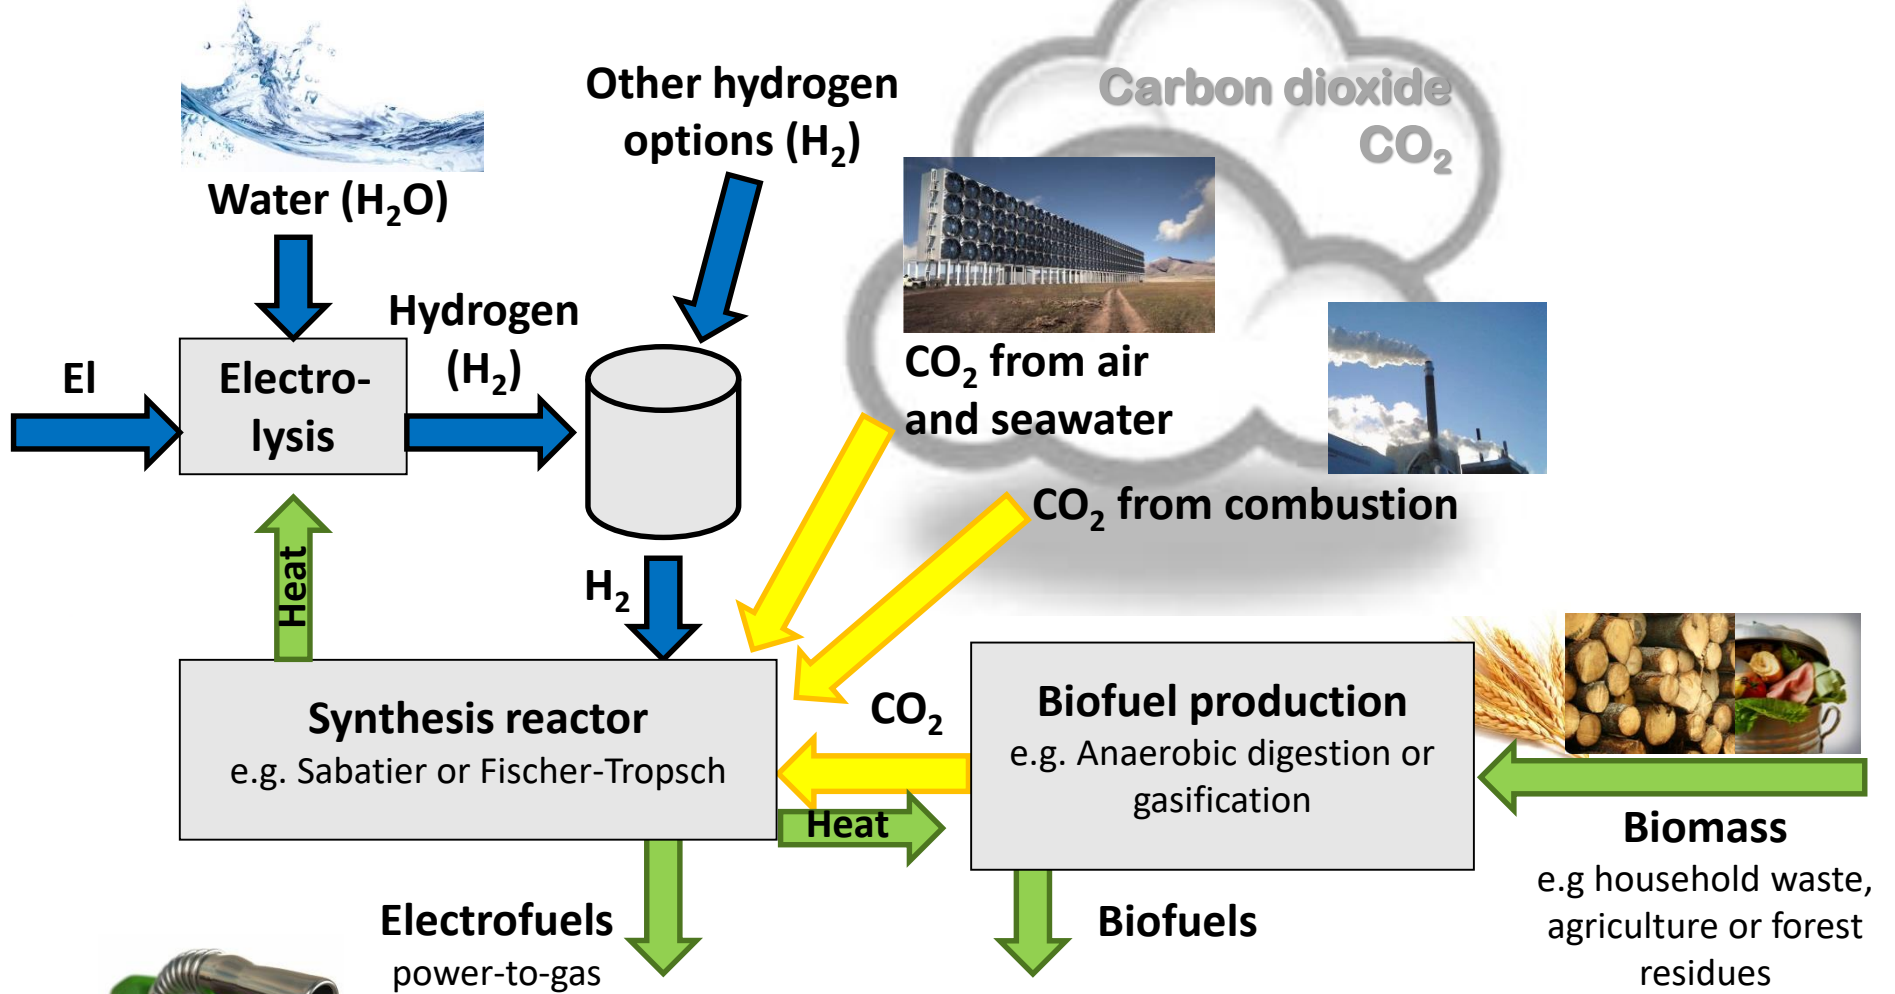 Other hydrogen
options (H₂)
Carbon dioxide
CO₂
Water (H₂O)
Hydrogen
(H₂)
El
Electro-
lysis
CO₂ from air
and seawater
CO₂ from combustion
Heat
H₂
Synthesis reactor
e.g. Sabatier or Fischer-Tropsch
CO₂
Heat
Biofuel production
e.g. Anaerobic digestion or
gasification
Biomass
e.g household waste,
agriculture or forest
residues
Electrofuels
power-to-gas
Biofuels